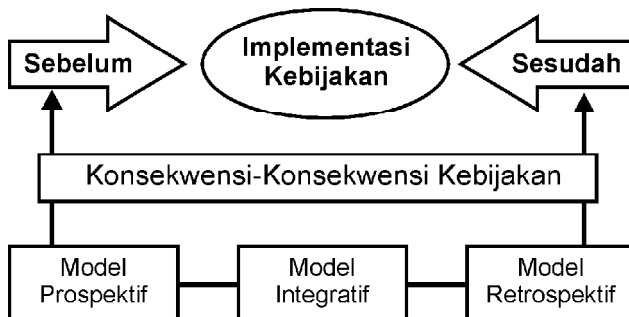 Sebelum
Implementasi
Kebijakan
Sesudah
Konsekwensi-Konsekwensi Kebijakan
Model
Prospektif
Model
Integratif
Model
Retrospektif